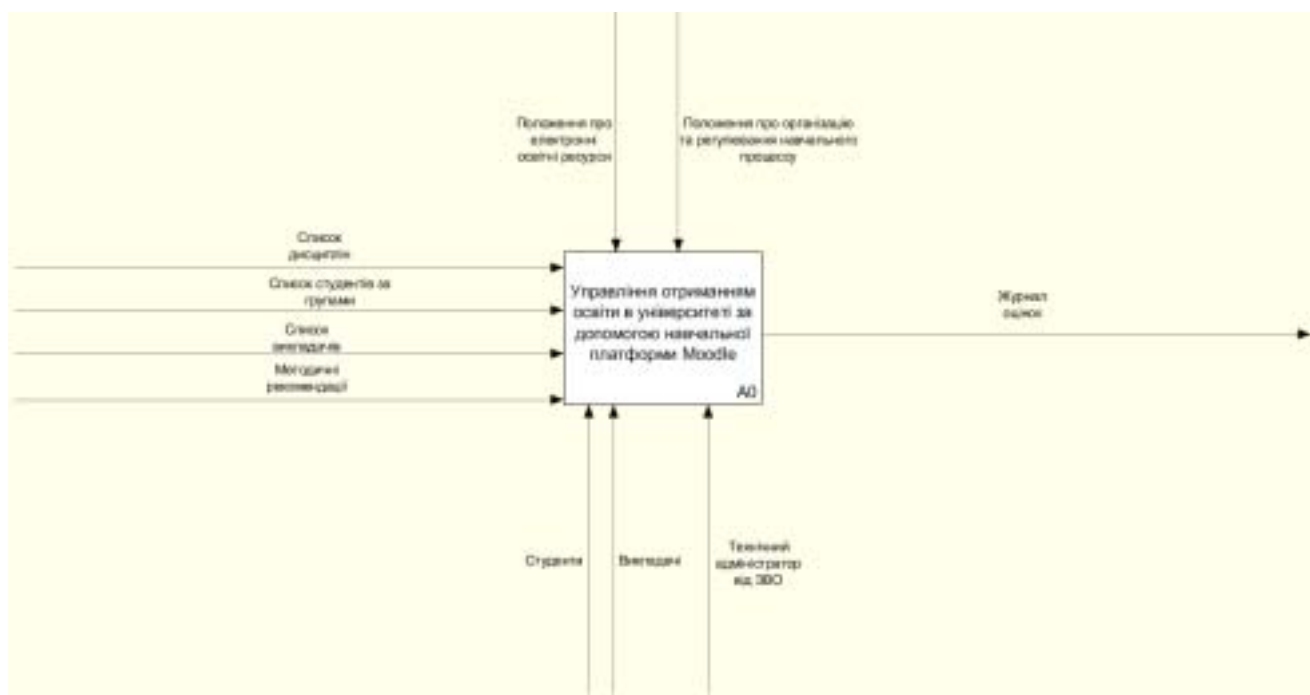 Положення про
електронні
освітні ресурси
Положення про організацію
та регулювання навчального
процессу
Список
дисциплін
Список студентів за
групами
Список
викладачів
Методичні
рекомендації
Управління отриманням
освіти в університеті за
допомогою навчальної
платформи Moodle
A0
Журнал
оцінок
Студенти
Викладачі
Технічний
адміністратор
від ЗВО